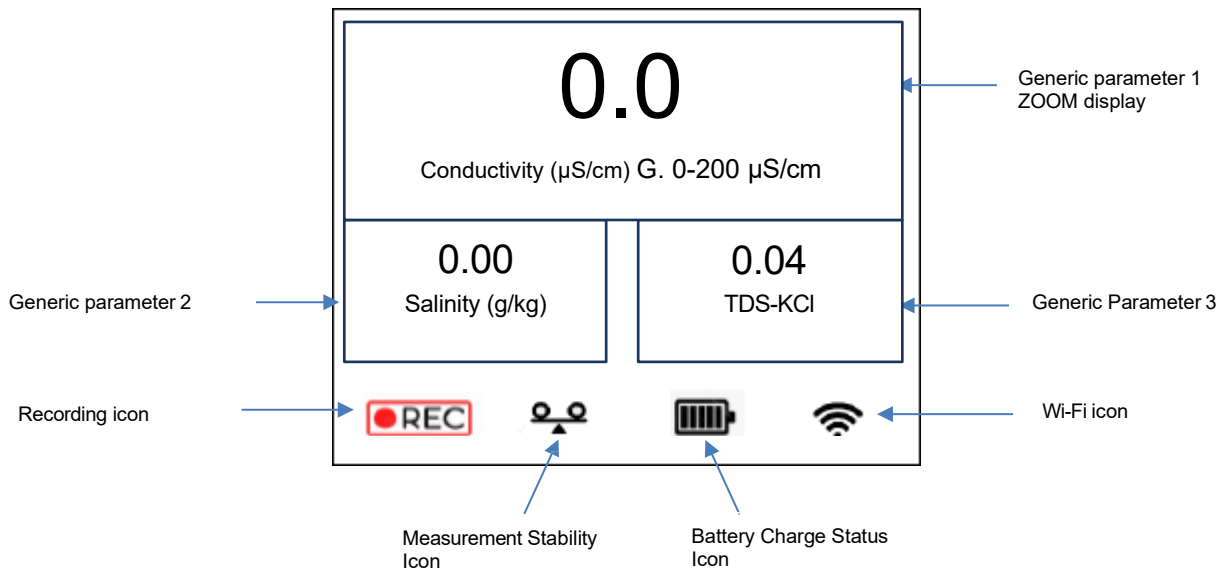 0.0
Generic parameter 1
ZOOM display
Conductivity (µS/cm) G. 0-200 µS/cm
0.00
Salinity (g/kg)
0.04
TDS-KCl
Generic parameter 2
Generic Parameter 3
Recording icon
REC
Wi-Fi icon
Measurement Stability
Icon
Battery Charge Status
Icon